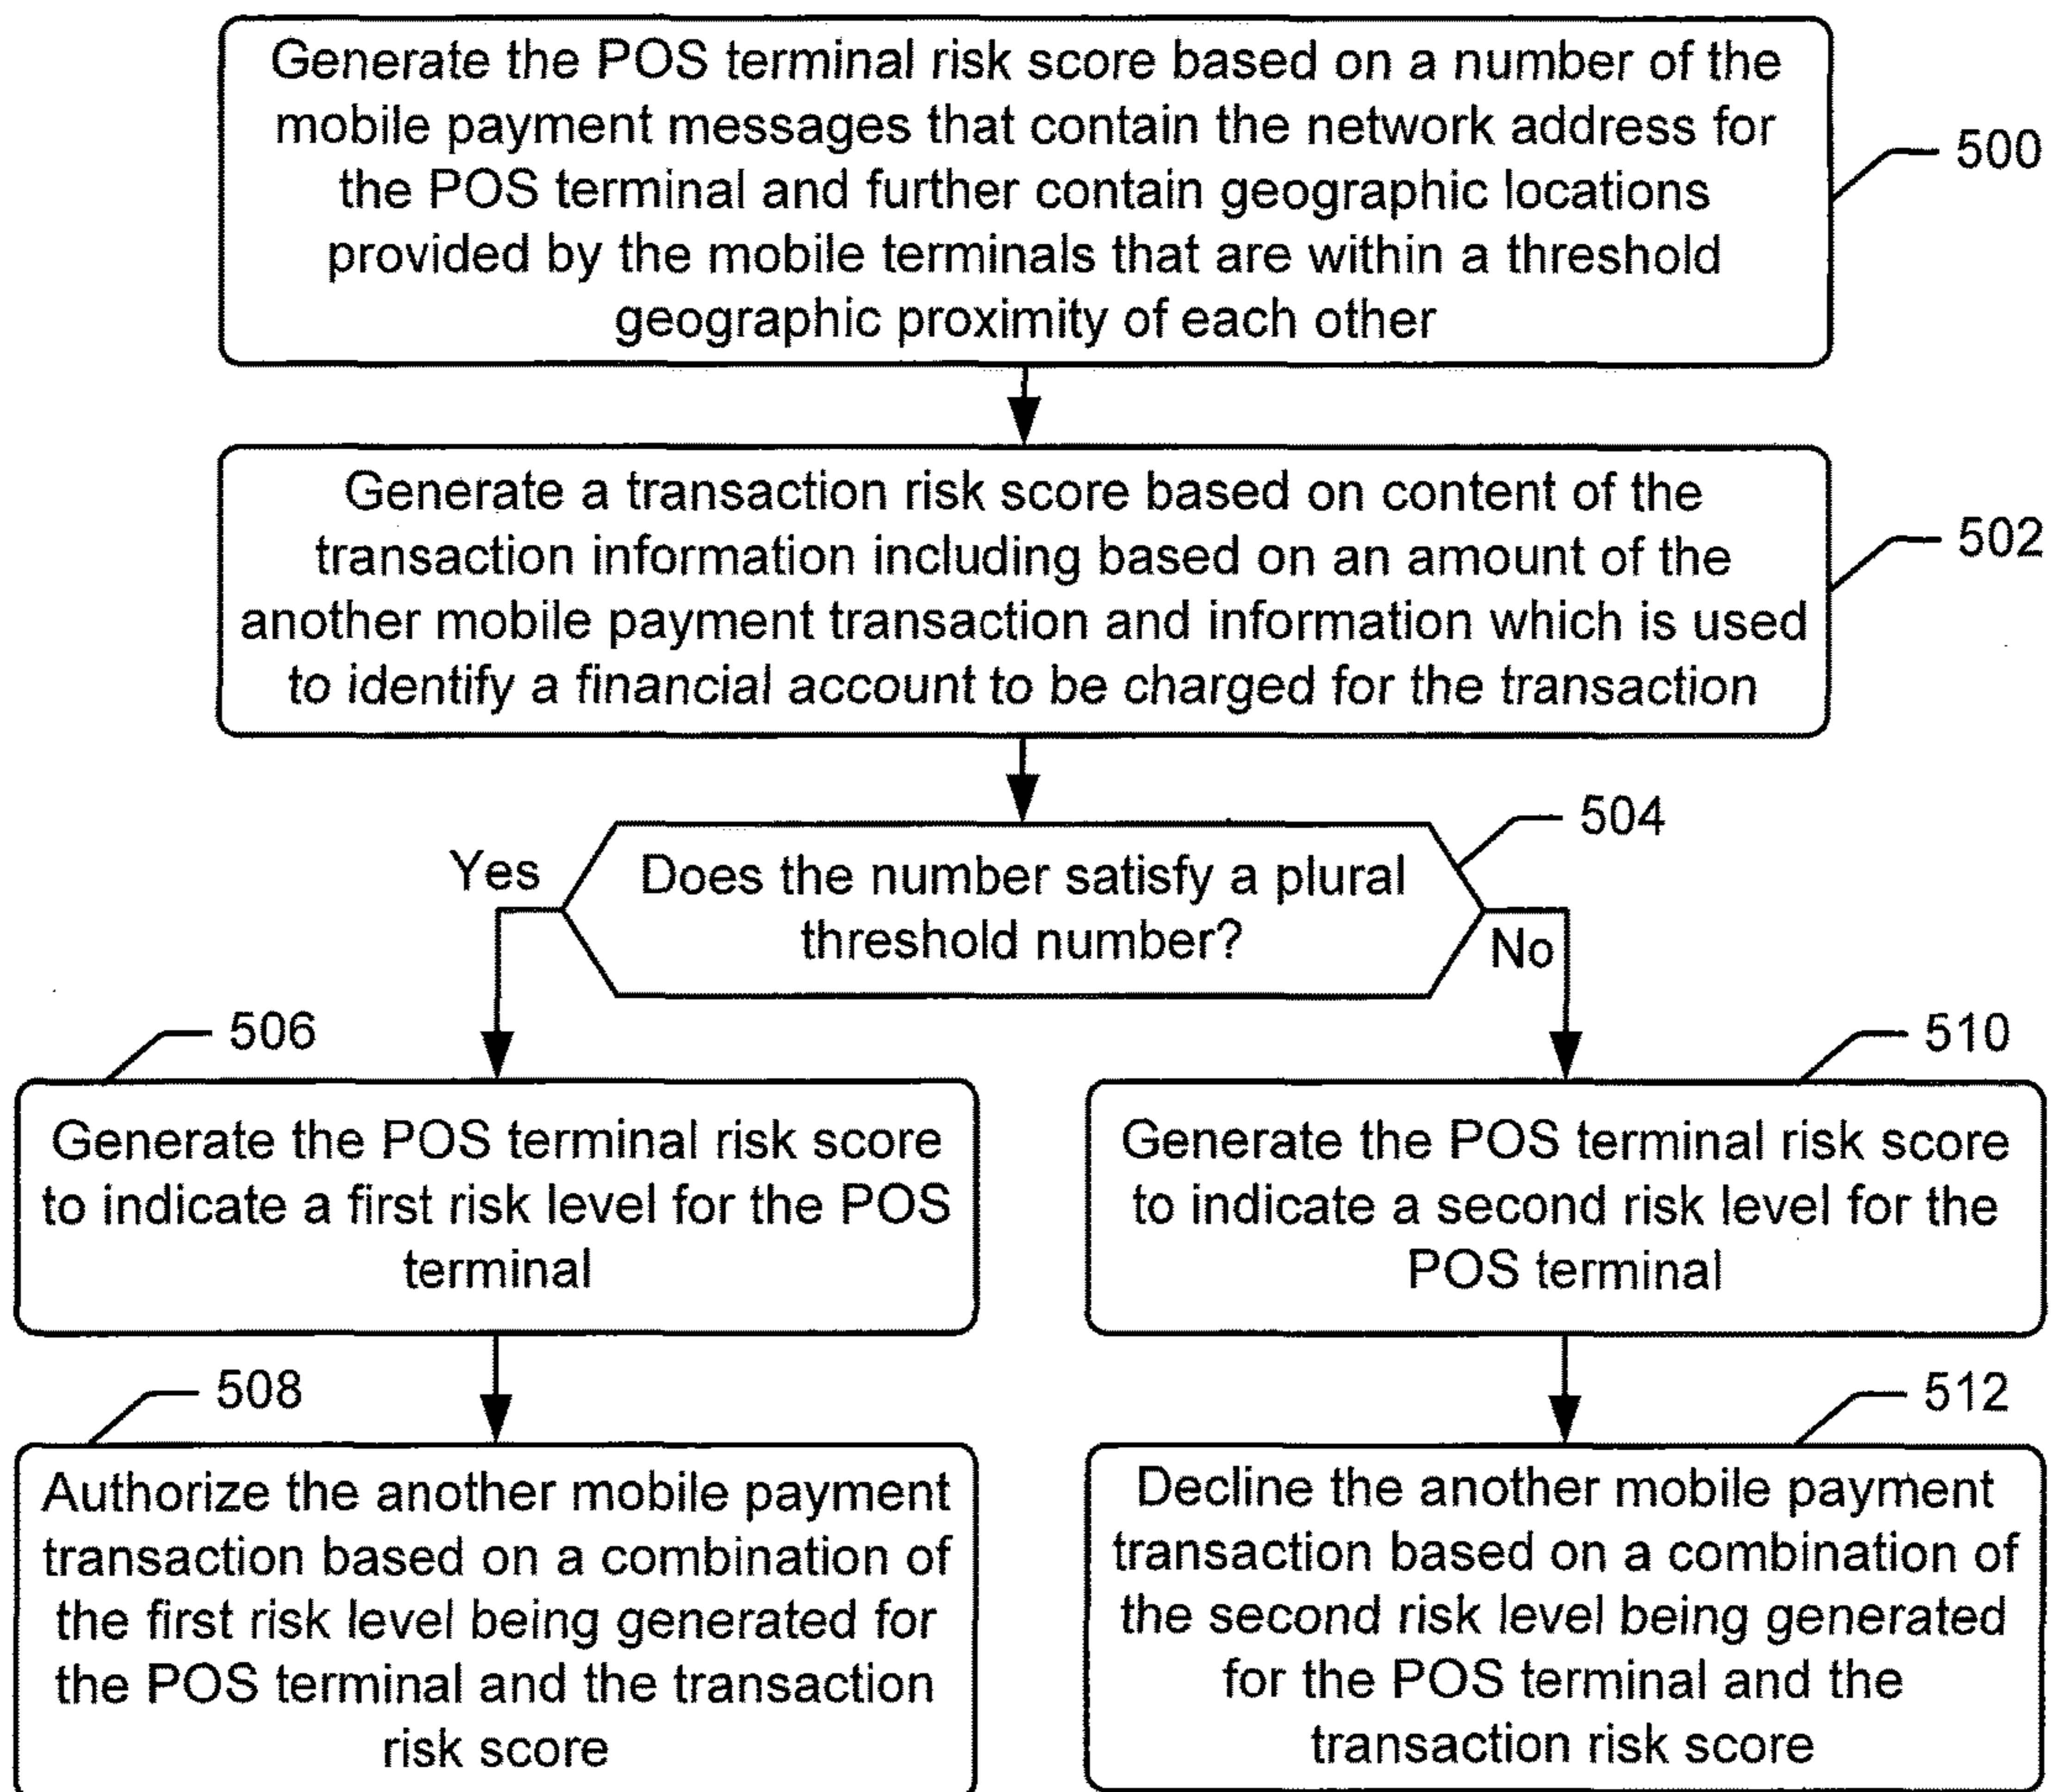 Generate the POS terminal risk score based on a number of the
mobile payment messages that contain the network address for
the POS terminal and further contain geographic locations
provided by the mobile terminals that are within a threshold
geographic proximity of each other
500
Generate a transaction risk score based on content of the
transaction information including based on an amount of the
another mobile payment transaction and information which is used
to identify a financial account to be charged for the transaction
502
504
Yes
Does the number satisfy a plural
threshold number?
No
506
Generate the POS terminal risk score
to indicate a first risk level for the POS
terminal
510
Generate the POS terminal risk score
to indicate a second risk level for the
POS terminal
508
Authorize the another mobile payment
transaction based on a combination of
the first risk level being generated for
the POS terminal and the transaction
risk score
512
Decline the another mobile payment
transaction based on a combination of
the second risk level being generated
for the POS terminal and the
transaction risk score